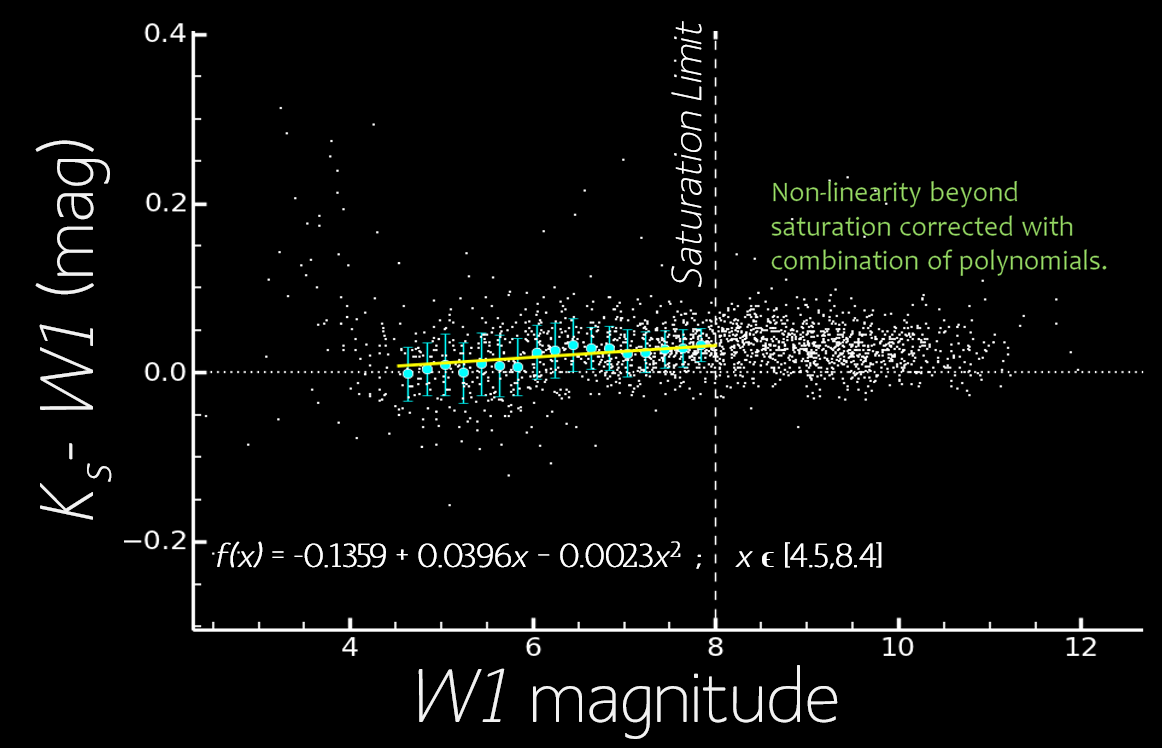 0.4
0.2
0.0
−0.2
K_s - W1 (mag)
Saturation Limit
Non-linearity beyond
saturation corrected with
combination of polynomials.
f(x) = -0.1359 + 0.0396x − 0.0023x² ; x ϵ [4.5,8.4]
4 6 8 10 12
W1 magnitude